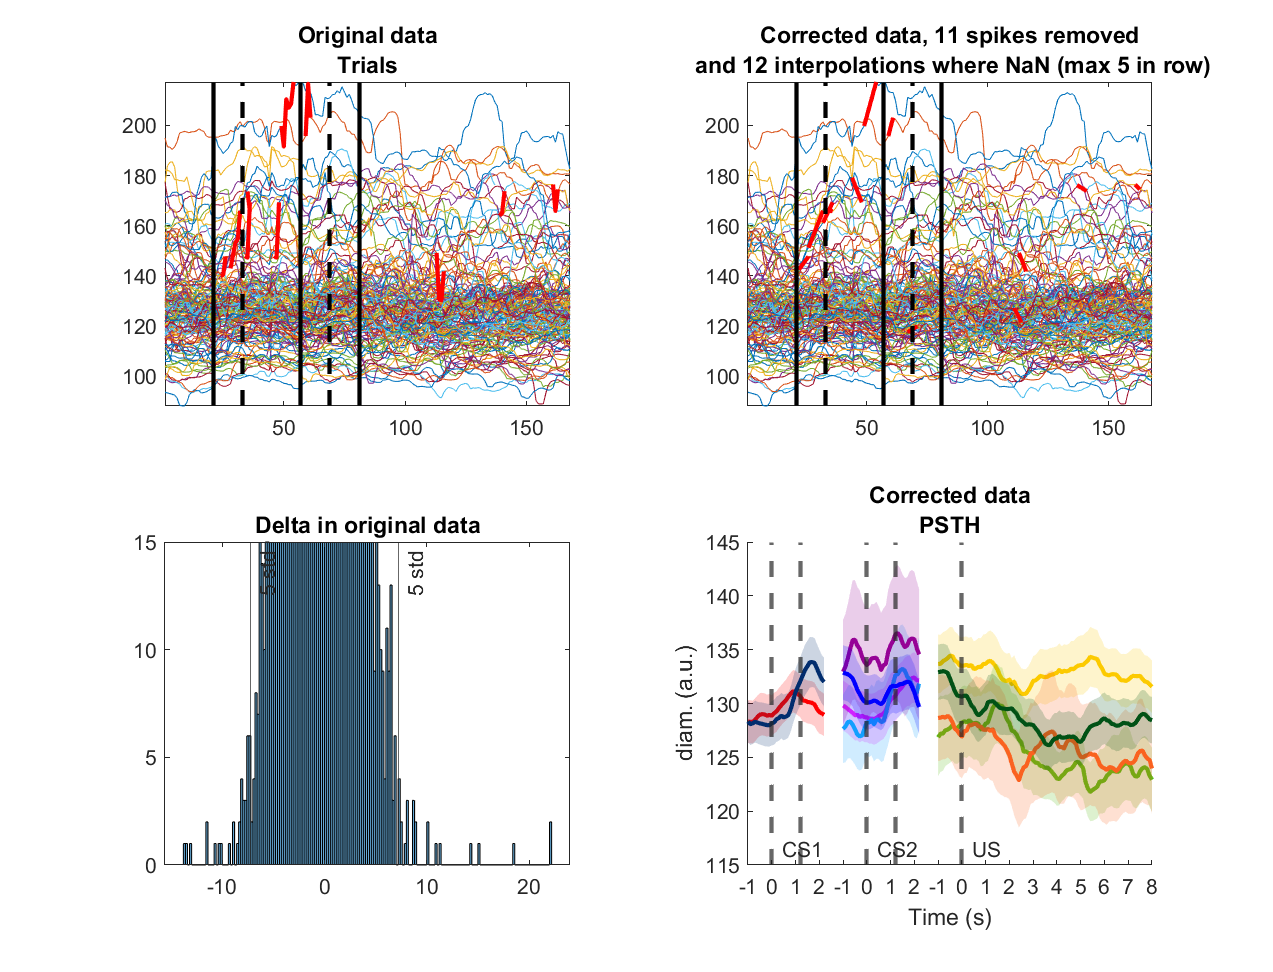 Original data
Trials
200
180
160
140
120
100
50
100
150
Corrected data, 11 spikes removed
and 12 interpolations where NaN (max 5 in row)
200
180
160
140
120
100
50
100
150
Delta in original data
15
10
5
0
-10
0
10
20
5 std
5 std
Corrected data
PSTH
145
140
135
130
125
120
115
diam. (a.u.)
CS1
CS2
US
-1 0 1 2 -1 0 1 2 -1 0 1 2 3 4 5 6 7 8
Time (s)